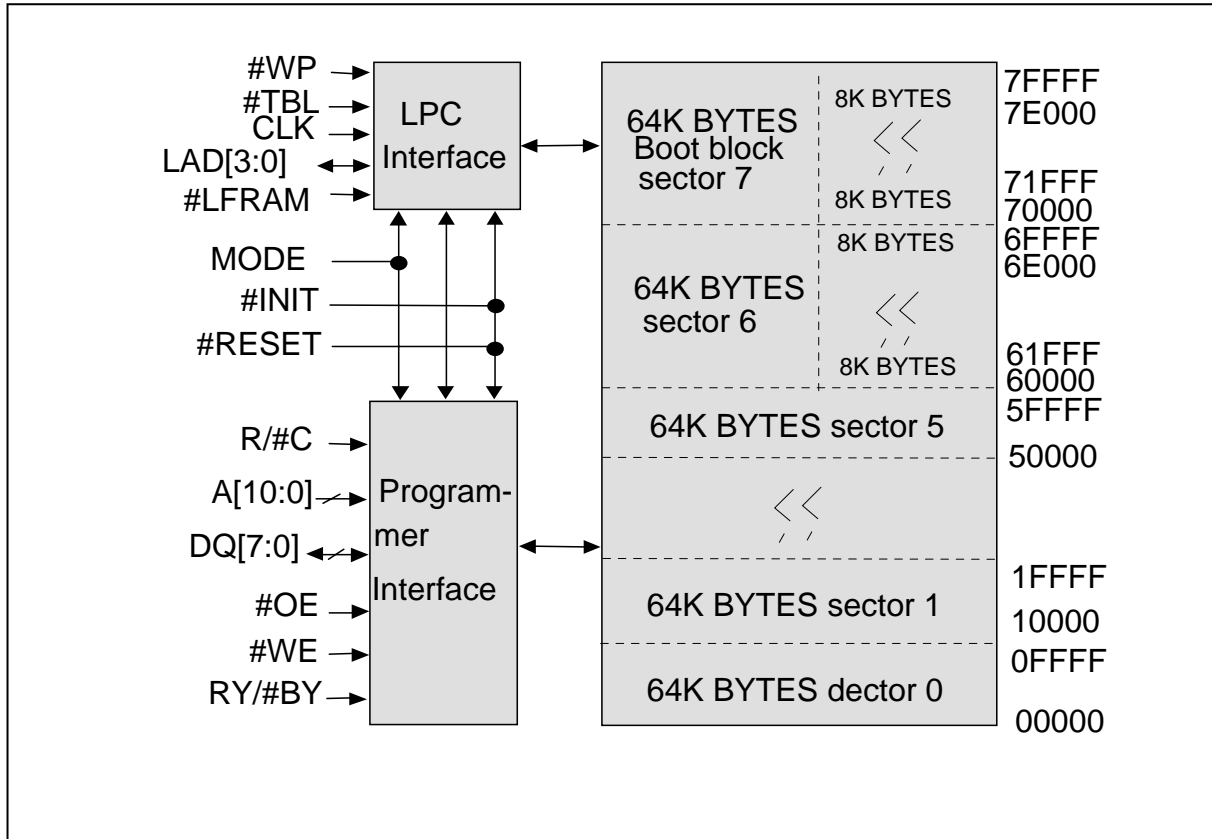 #WP
#TBL
CLK
LAD[3:0]
#LFRAM
MODE
#INIT
#RESET
R/#C
A[10:0]
DQ[7:0]
#OE
#WE
RY/#BY
LPC
Interface
Program-
mer
Interface
64K BYTES
Boot block
sector 7
8K BYTES
8K BYTES
64K BYTES
sector 6
8K BYTES
8K BYTES
64K BYTES sector 5
64K BYTES sector 1
64K BYTES dector 0
7FFFF
7E000
71FFF
70000
6FFFF
6E000
61FFF
60000
5FFFF
50000
1FFFF
10000
0FFFF
00000